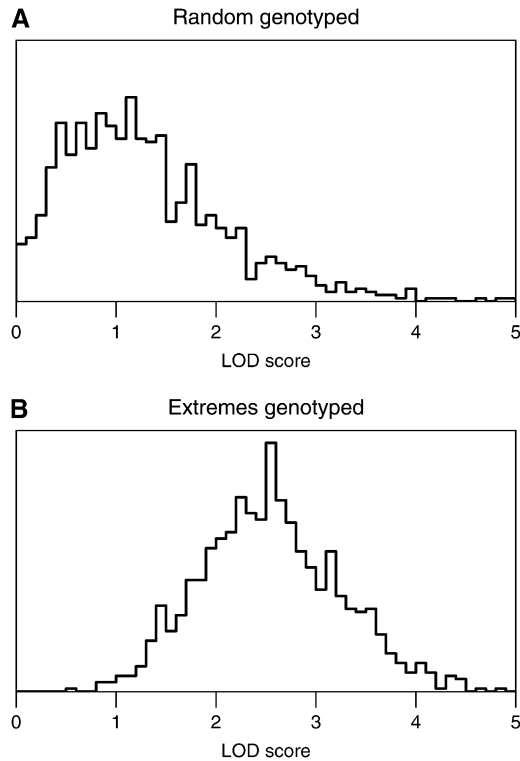 A Random genotyped
0 1 2 3 4 5
LOD score
B Extremes genotyped
0 1 2 3 4 5
LOD score